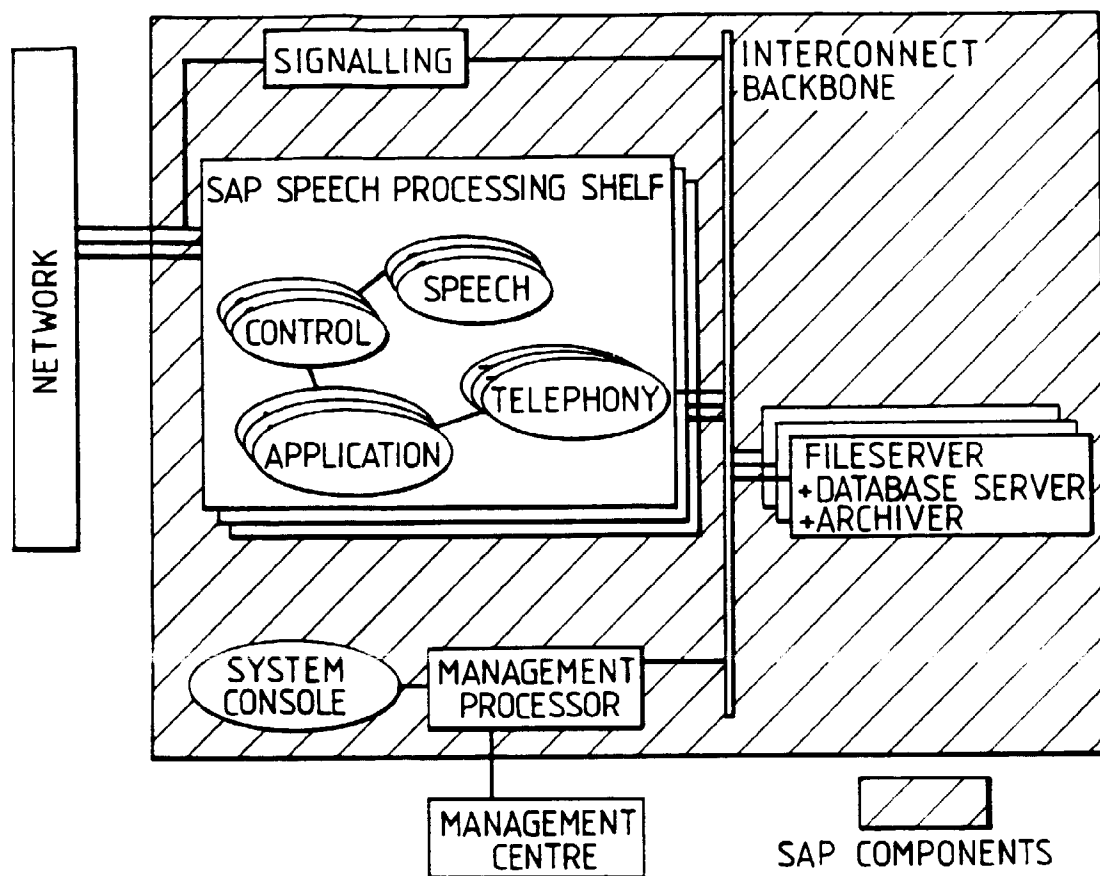 SIGNALLING
INTERCONNECT
BACKBONE
SAP SPEECH PROCESSING SHELF
NETWORK
SPEECH
CONTROL
TELEPHONY
APPLICATION
FILESERVER
+DATABASE SERVER
+ARCHIVER
SYSTEM
CONSOLE
MANAGEMENT
PROCESSOR
MANAGEMENT
CENTRE
SAP COMPONENTS